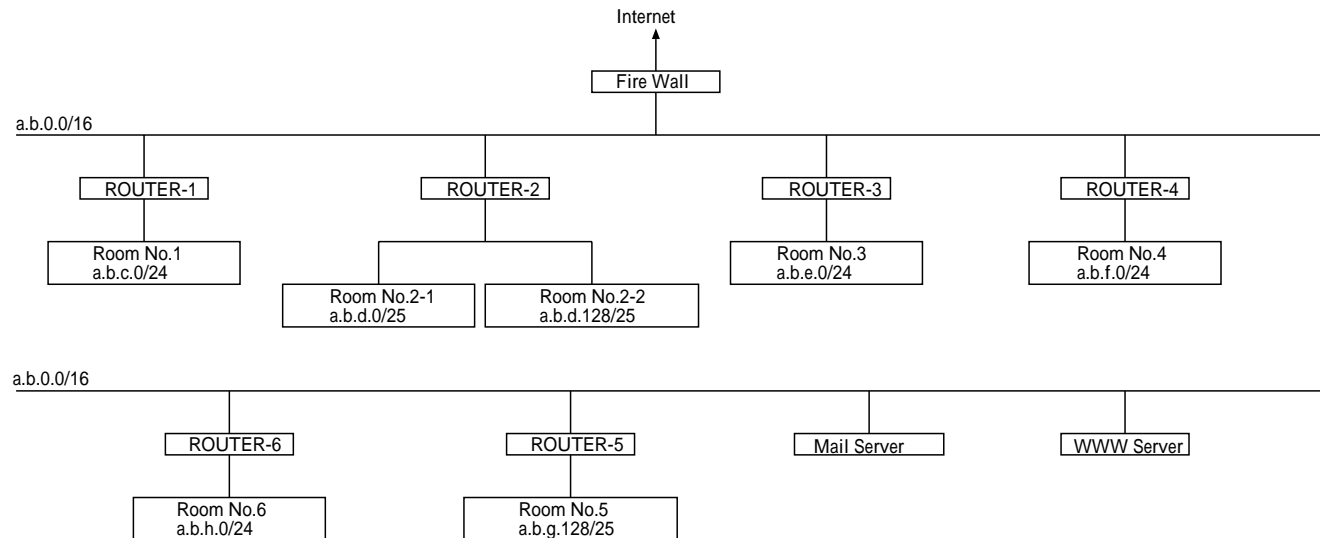 Internet
Fire Wall
a.b.0.0/16
ROUTER-1
ROUTER-2
ROUTER-3
ROUTER-4
Room No.1
a.b.c.0/24
Room No.2-1
a.b.d.0/25
Room No.2-2
a.b.d.128/25
Room No.3
a.b.e.0/24
Room No.4
a.b.f.0/24
a.b.0.0/16
ROUTER-6
ROUTER-5
Mail Server
WWW Server
Room No.6
a.b.h.0/24
Room No.5
a.b.g.128/25